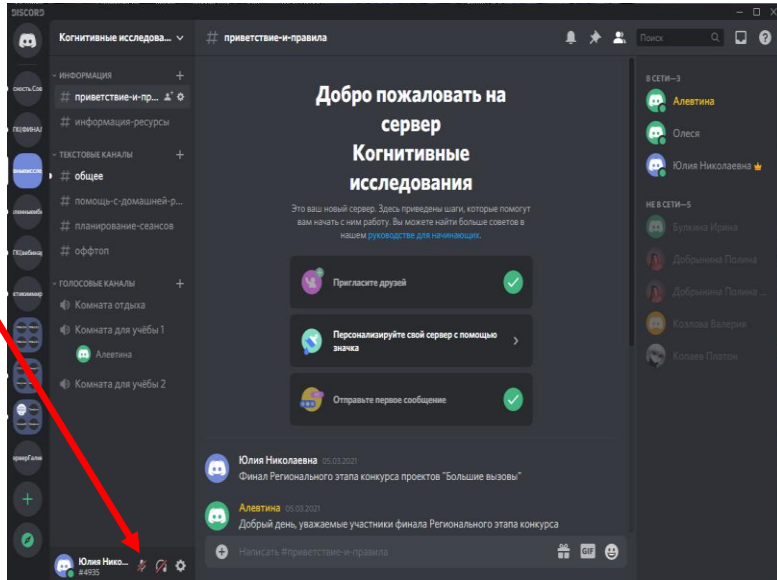 DISCORD
Когнитивные исследова...
# приветствие-и-правила
Поиск
ИНФОРМАЦИЯ
# приветствие-и-пр...
# информация-ресурсы
ТЕКСТОВЫЕ КАНАЛЫ
# общее
# помощь-с-домашней-р...
# планирование-сеансов
# оффтоп
ГОЛОСОВЫЕ КАНАЛЫ
Комната отдыха
Комната для учёбы 1
Алевтина
Комната для учёбы 2
Юлия Нико...
#4935
Добро пожаловать на
сервер
Когнитивные
исследования
Это ваш новый сервер. Здесь приведены шаги, которые помогут
вам начать с ним работу. Вы можете найти больше советов в
нашем руководстве для начинающих.
Пригласите друзей
Персонализируйте свой сервер с помощью
значка
Отправьте первое сообщение
Юлия Николаевна 05.03.2021
Финал Регионального этапа конкурса проектов "Большие вызовы"
Алевтина 05.03.2021
Добрый день, уважаемые участники финала Регионального этапа конкурса
Написать #приветствие-и-правила
GIF
В СЕТИ—3
Алевтина
Олеся
Юлия Николаевна
НЕ В СЕТИ—5
Булкина Ирина
Добрынина Полина
Добрынина Полина ...
Козлова Валерия
Копаев Платон